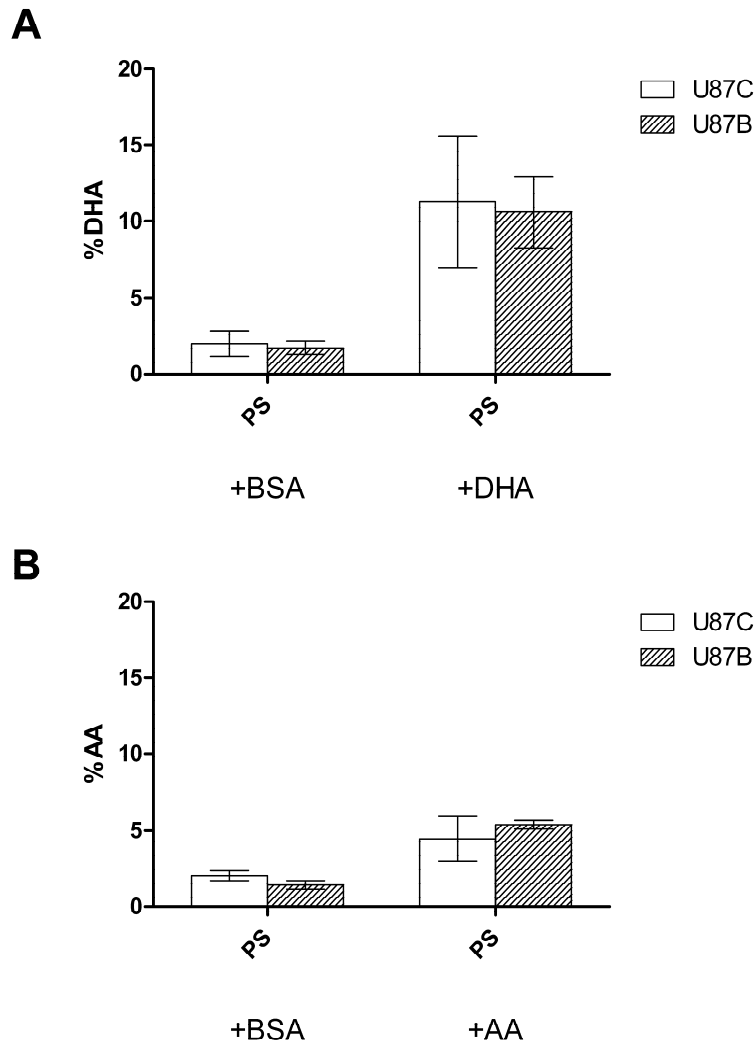 A
20
15
10
5
0
%DHA
U87C
U87B
PS PS
+BSA +DHA
B
20
15
10
5
0
%AA
U87C
U87B
PS PS
+BSA +AA